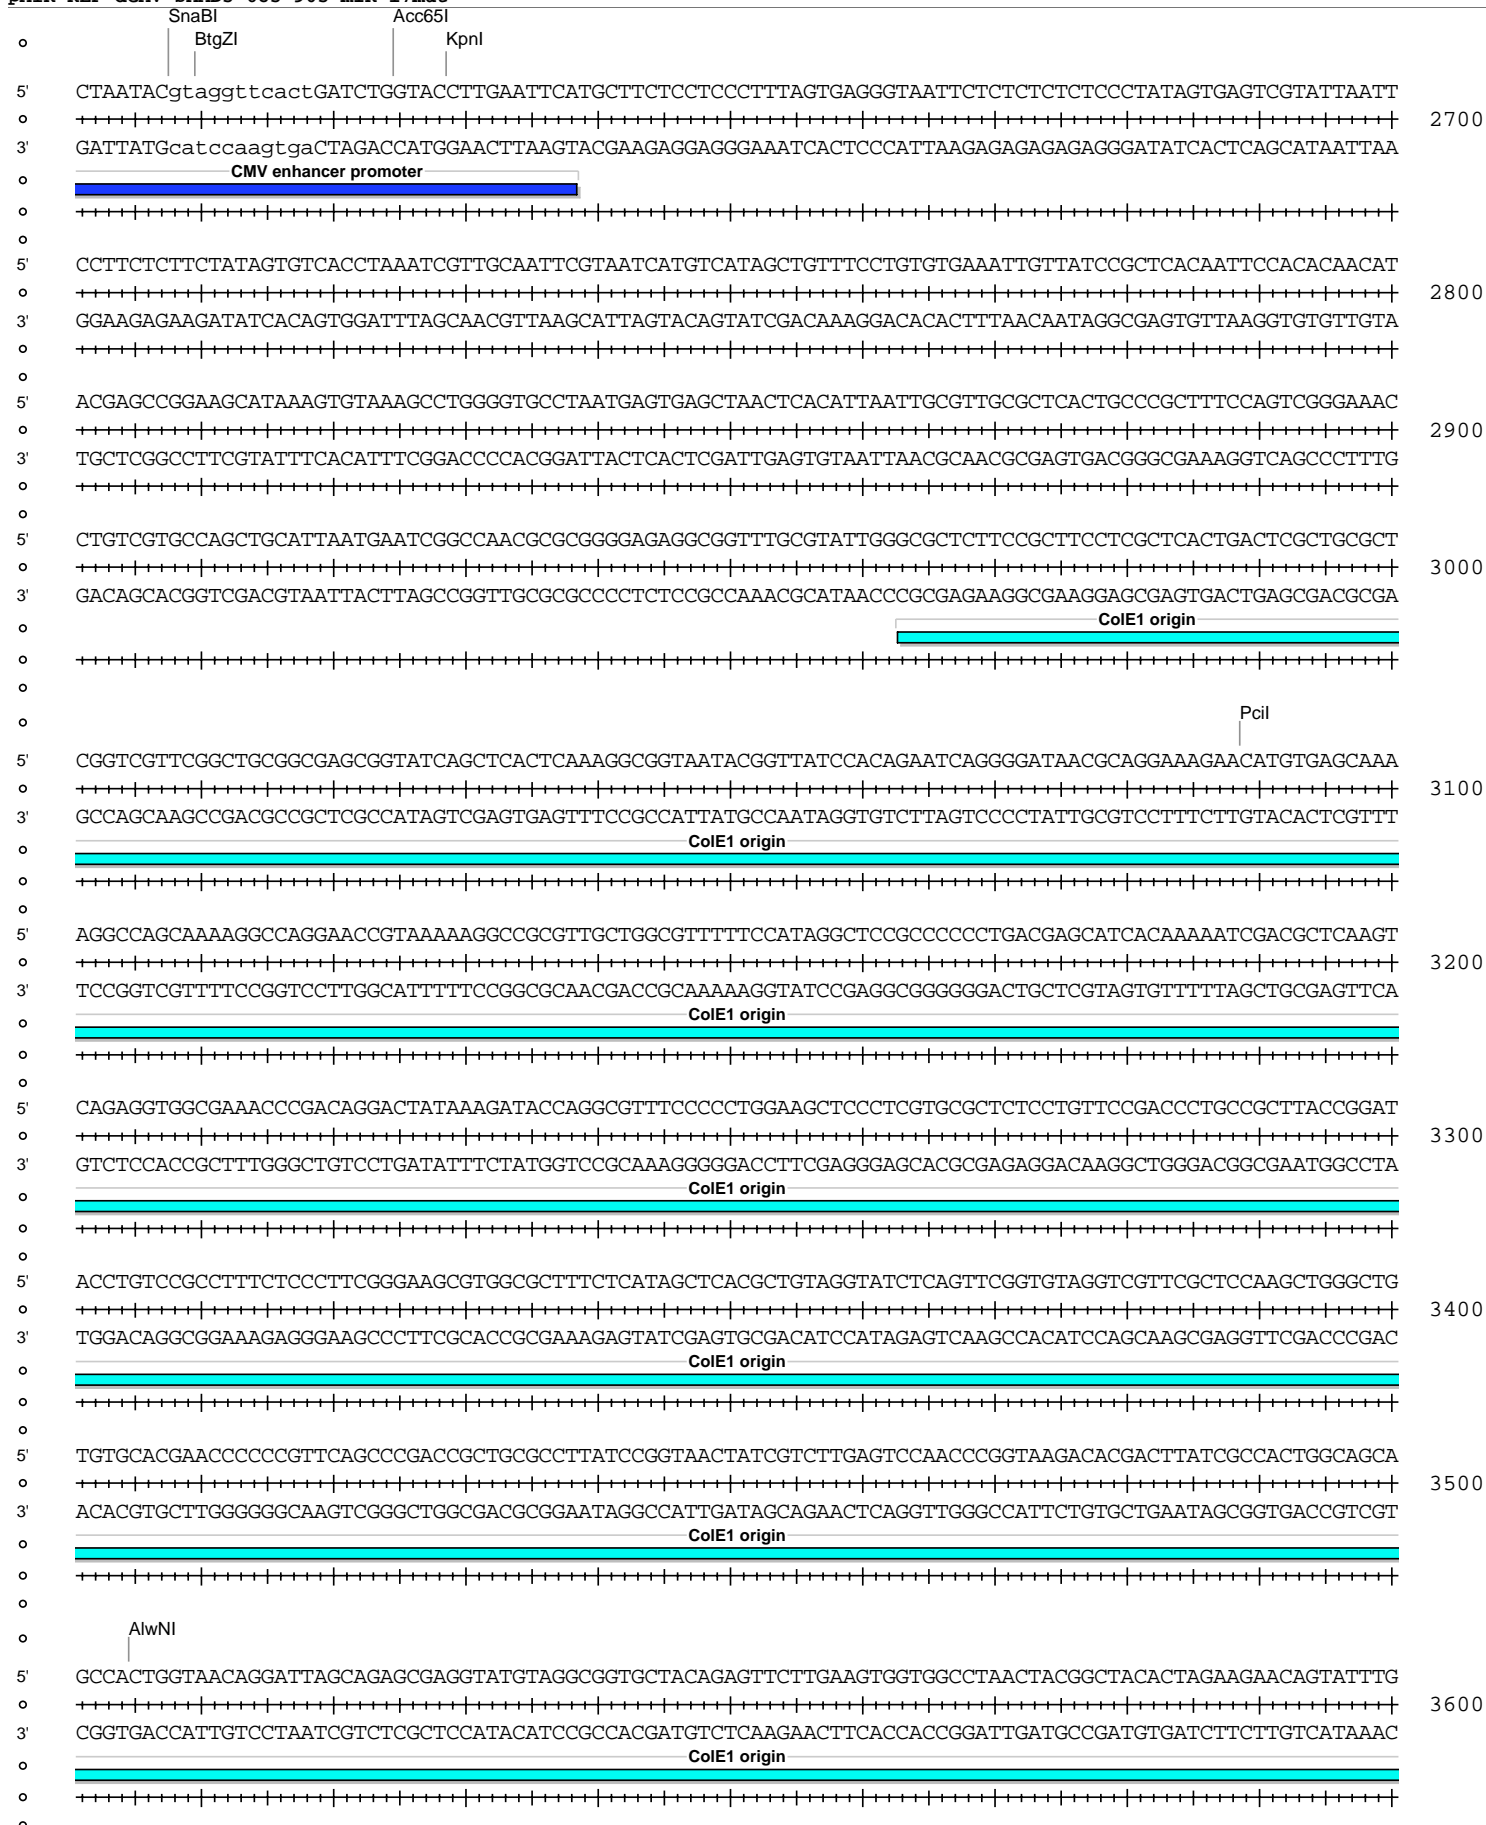 SnaBI Acc65I
BtgZI KpnI
5' CTAATACgtaggttcactGATCTGGTACCTTGAATTCATGCTTCTCCTCCCTTTAGTGAGGGTAATTCTCTCTCTCTCCCTATAGTGAGTCGTATTAATT
2700
3' GATTATGcatccaagtgaCTAGACCATGGAACTTAAGTACGAAGAGGAGGGAAATCACTCCCATTAAGAGAGAGAGAGGGATATCACTCAGCATAATTAA
CMV enhancer promoter
5' CCTTCTCTTCTATAGTGTCACCTAAATCGTTGCAATTCGTAATCATGTCATAGCTGTTTCCTGTGTGAAATTGTTATCCGCTCACAATTCCACACAACAT
2800
3' GGAAGAGAAGATATCACAGTGGATTTAGCAACGTTAAGCATTAGTACAGTATCGACAAAGGACACACTTTAACAATAGGCGAGTGTTAAGGTGTGTTGTA
5' ACGAGCCGGAAGCATAAAGTGTAAAGCCTGGGGTGCCTAATGAGTGAGCTAACTCACATTAATTGCGTTGCGCTCACTGCCCGCTTTCCAGTCGGGAAAC
2900
3' TGCTCGGCCTTCGTATTTCACATTTCGGACCCCACGGATTACTCACTCGATTGAGTGTAATTAACGCAACGCGAGTGACGGGCGAAAGGTCAGCCCTTTG
5' CTGTCGTGCCAGCTGCATTAATGAATCGGCCAACGCGCGGGGAGAGGCGGTTTGCGTATTGGGCGCTCTTCCGCTTCCTCGCTCACTGACTCGCTGCGCT
3000
3' GACAGCACGGTCGACGTAATTACTTAGCCGGTTGCGCGCCCCTCTCCGCCAAACGCATAACCCGCGAGAAGGCGAAGGAGCGAGTGACTGAGCGACGCGA
ColE1 origin
PciI
5' CGGTCGTTCGGCTGCGGCGAGCGGTATCAGCTCACTCAAAGGCGGTAATACGGTTATCCACAGAATCAGGGGATAACGCAGGAAAGAACATGTGAGCAAA
3100
3' GCCAGCAAGCCGACGCCGCTCGCCATAGTCGAGTGAGTTTCCGCCATTATGCCAATAGGTGTCTTAGTCCCCTATTGCGTCCTTTCTTGTACACTCGTTT
ColE1 origin
5' AGGCCAGCAAAAGGCCAGGAACCGTAAAAAGGCCGCGTTGCTGGCGTTTTTCCATAGGCTCCGCCCCCCTGACGAGCATCACAAAAATCGACGCTCAAGT
3200
3' TCCGGTCGTTTTCCGGTCCTTGGCATTTTTCCGGCGCAACGACCGCAAAAAGGTATCCGAGGCGGGGGGACTGCTCGTAGTGTTTTTAGCTGCGAGTTCA
ColE1 origin
5' CAGAGGTGGCGAAACCCGACAGGACTATAAAGATACCAGGCGTTTCCCCCTGGAAGCTCCCTCGTGCGCTCTCCTGTTCCGACCCTGCCGCTTACCGGAT
3300
3' GTCTCCACCGCTTTGGGCTGTCCTGATATTTCTATGGTCCGCAAAGGGGGACCTTCGAGGGAGCACGCGAGAGGACAAGGCTGGGACGGCGAATGGCCTA
ColE1 origin
5' ACCTGTCCGCCTTTCTCCCTTCGGGAAGCGTGGCGCTTTCTCATAGCTCACGCTGTAGGTATCTCAGTTCGGTGTAGGTCGTTCGCTCCAAGCTGGGCTG
3400
3' TGGACAGGCGGAAAGAGGGAAGCCCTTCGCACCGCGAAAGAGTATCGAGTGCGACATCCATAGAGTCAAGCCACATCCAGCAAGCGAGGTTCGACCCGAC
ColE1 origin
5' TGTGCACGAACCCCCCGTTCAGCCCGACCGCTGCGCCTTATCCGGTAACTATCGTCTTGAGTCCAACCCGGTAAGACACGACTTATCGCCACTGGCAGCA
3500
3' ACACGTGCTTGGGGGGCAAGTCGGGCTGGCGACGCGGAATAGGCCATTGATAGCAGAACTCAGGTTGGGCCATTCTGTGCTGAATAGCGGTGACCGTCGT
ColE1 origin
AlwNI
5' GCCACTGGTAACAGGATTAGCAGAGCGAGGTATGTAGGCGGTGCTACAGAGTTCTTGAAGTGGTGGCCTAACTACGGCTACACTAGAAGAACAGTATTTG
3600
3' CGGTGACCATTGTCCTAATCGTCTCGCTCCATACATCCGCCACGATGTCTCAAGAACTTCACCACCGGATTGATGCCGATGTGATCTTCTTGTCATAAAC
ColE1 origin